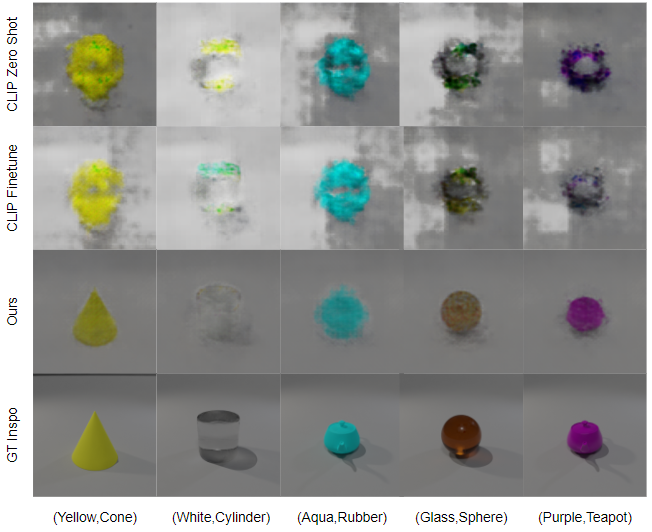 CLIP Zero Shot
CLIP Finetune
Ours
GT Inspo
(Yellow,Cone)
(White,Cylinder)
(Aqua,Rubber)
(Glass,Sphere)
(Purple,Teapot)